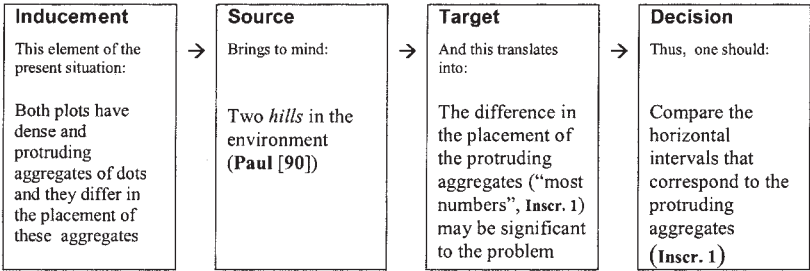 Inducement
This element of the
present situation:
Both plots have
dense and
protruding
aggregates of dots
and they differ in
the placement of
these aggregates
→
Source
Brings to mind:
Two hills in the
environment
(Paul [90])
→
Target
And this translates
into:
The difference in
the placement of
the protruding
aggregates (“most
numbers”, Inscr. 1)
may be significant
to the problem
→
Decision
Thus, one should:
Compare the
horizontal
intervals that
correspond to the
protruding
aggregates
(Inscr. 1)